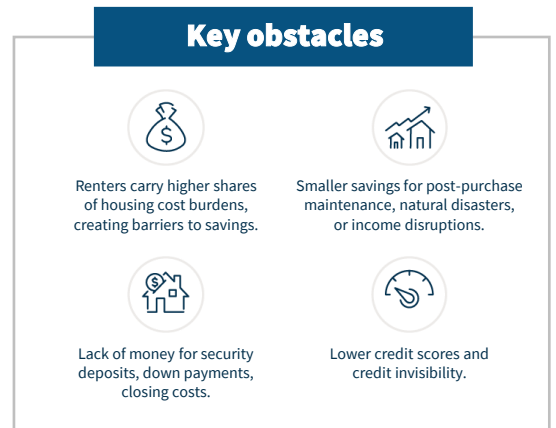 Key obstacles
$
Renters carry higher shares
of housing cost burdens,
creating barriers to savings.
Smaller savings for post-purchase
maintenance, natural disasters,
or income disruptions.
$
Lack of money for security
deposits, down payments,
closing costs.
Lower credit scores and
credit invisibility.